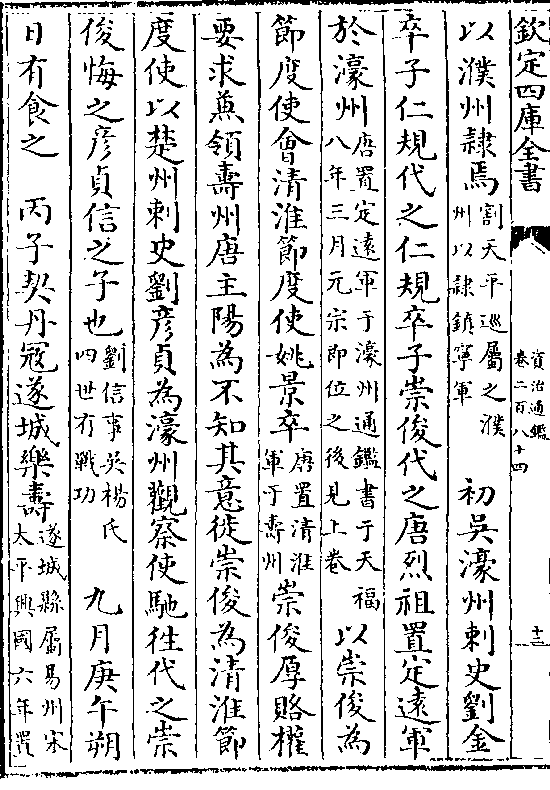 欽定四庫全書
資治通鑑
卷二百八十四
十三
以濮州隸焉割天平巡屬之濮
州以隸鎮寧軍
初吳濠州刺史劉金
卒子仁規代之仁規卒子崇俊代之唐烈祖置定遠軍
於濠州唐置定遠軍于濠州通鑑書于天福
八年三月元宗即位之後見上卷
以崇俊為
節度使會清淮節度使姚景卒唐置清淮
軍于壽州
崇俊厚賂權
要求兼領壽州唐主陽為不知其意徙崇俊為清淮節
度使以楚州刺史劉彥貞為濠州觀察使馳往代之崇
俊悔之彥貞信之子也劉信事吳楊氏
四世有戰功
九月庚午朔
日有食之 丙子契丹寇遂城樂壽遂城縣屬易州宋
太平興國六年置